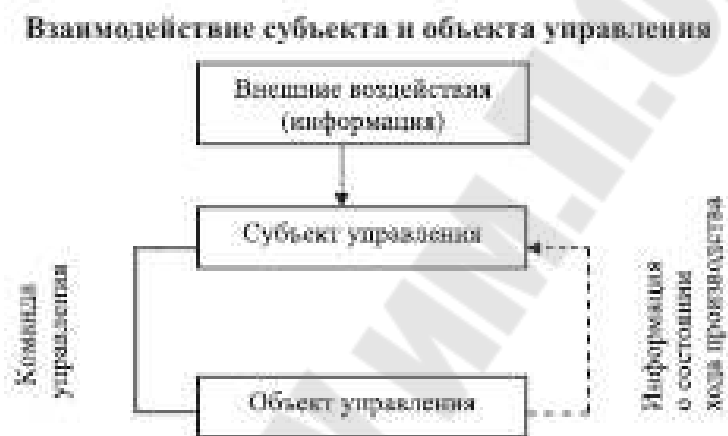 Взаимодействие субъекта и объекта управления
Внешние воздействия
(информация)
Субъект управления
Команда
управления
Информация
о состоянии
хода производства
Объект управления